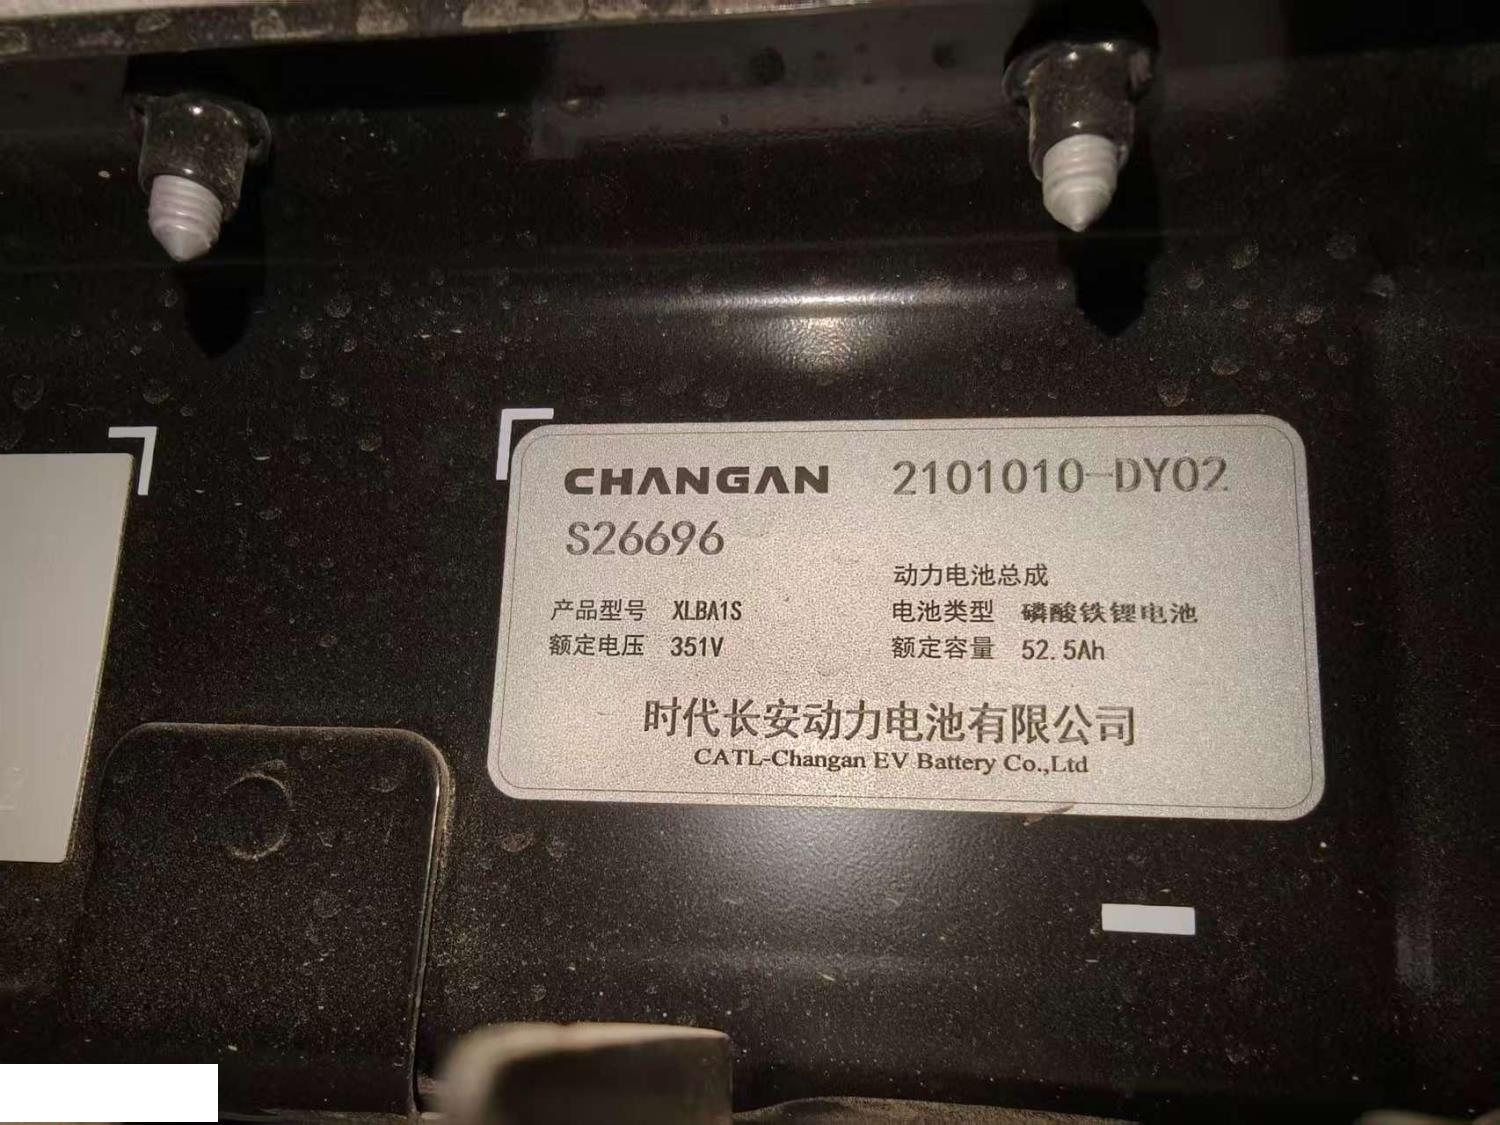 CHANGAN 2101010-DY02
S26696
动力电池总成
产品型号 XLBA1S 电池类型 磷酸铁锂电池
额定电压 351V 额定容量 52.5Ah
时代长安动力电池有限公司
CATL-Changan EV Battery Co.,Ltd